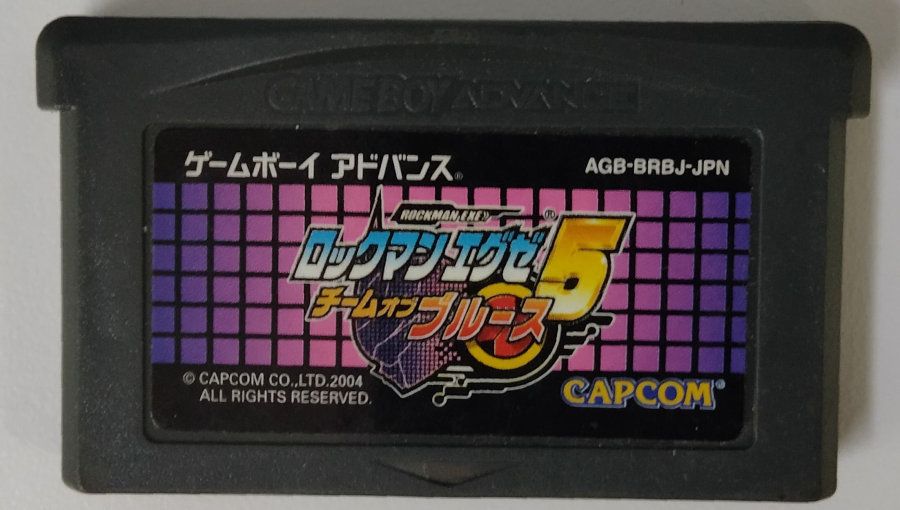 GAME BOY ADVANCE
ゲームボーイ アドバンス®
AGB-BRBJ-JPN
ROCKMAN.EXE
ロックマン エグゼ® 5
チーム オブ ブルース
© CAPCOM CO.,LTD.2004
ALL RIGHTS RESERVED.
CAPCOM®